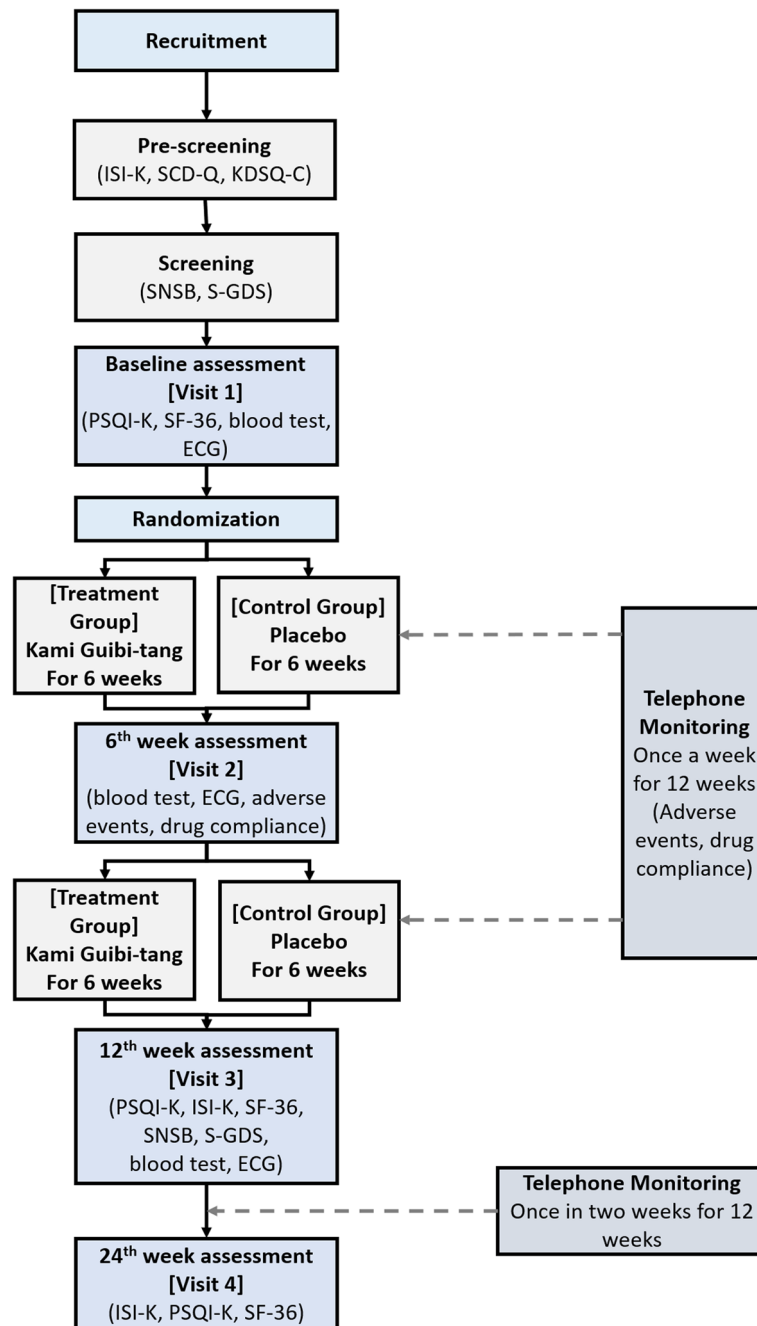 Recruitment
Pre-screening
(ISI-K, SCD-Q, KDSQ-C)
Screening
(SNSB, S-GDS)
Baseline assessment
[Visit 1]
(PSQI-K, SF-36, blood test,
ECG)
Randomization
[Treatment
Group]
Kami Guibi-tang
For 6 weeks
[Control Group]
Placebo
For 6 weeks
Telephone
Monitoring
Once a week
for 12 weeks
(Adverse
events, drug
compliance)
6th week assessment
[Visit 2]
(blood test, ECG, adverse
events, drug compliance)
[Treatment
Group]
Kami Guibi-tang
For 6 weeks
[Control Group]
Placebo
For 6 weeks
12th week assessment
[Visit 3]
(PSQI-K, ISI-K, SF-36,
SNSB, S-GDS,
blood test, ECG)
Telephone Monitoring
Once in two weeks for 12
weeks
24th week assessment
[Visit 4]
(ISI-K, PSQI-K, SF-36)